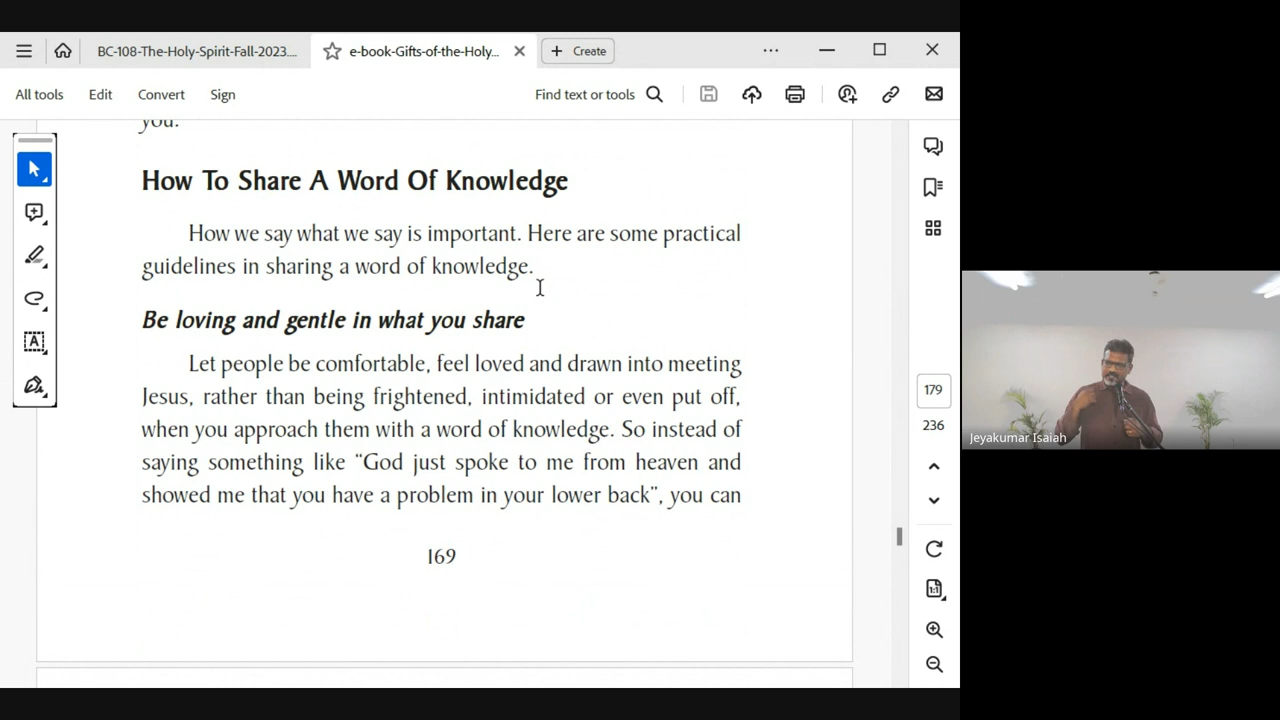 BC-108-The-Holy-Spirit-Fall-2023....
e-book-Gifts-of-the-Holy...
Create
All tools
Edit
Convert
Sign
Find text or tools
you.
How To Share A Word Of Knowledge
How we say what we say is important. Here are some practical
guidelines in sharing a word of knowledge.
Be loving and gentle in what you share
Let people be comfortable, feel loved and drawn into meeting
Jesus, rather than being frightened, intimidated or even put off,
when you approach them with a word of knowledge. So instead of
saying something like “God just spoke to me from heaven and
showed me that you have a problem in your lower back”, you can
169
179
236
1:1
Jeyakumar Isaiah